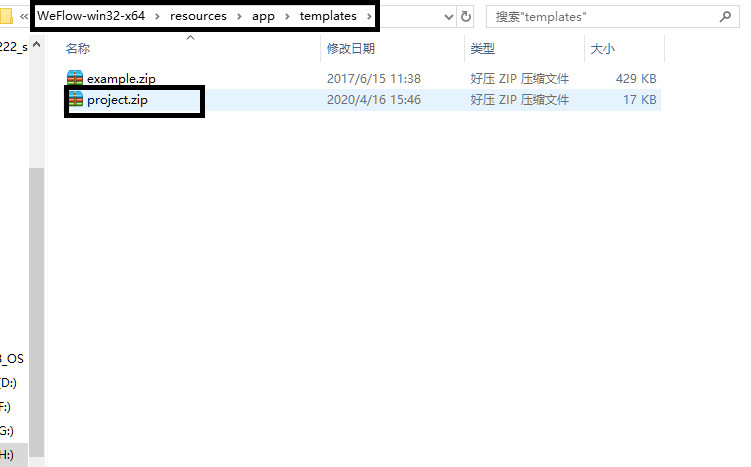 « WeFlow-win32-x64 > resources > app > templates > 搜索"templates"
222_s
名称 修改日期 类型 大小
example.zip 2017/6/15 11:38 好压 ZIP 压缩文件 429 KB
project.zip 2020/4/16 15:46 好压 ZIP 压缩文件 17 KB
_OS
(D:)
F:)
G:)
H:)